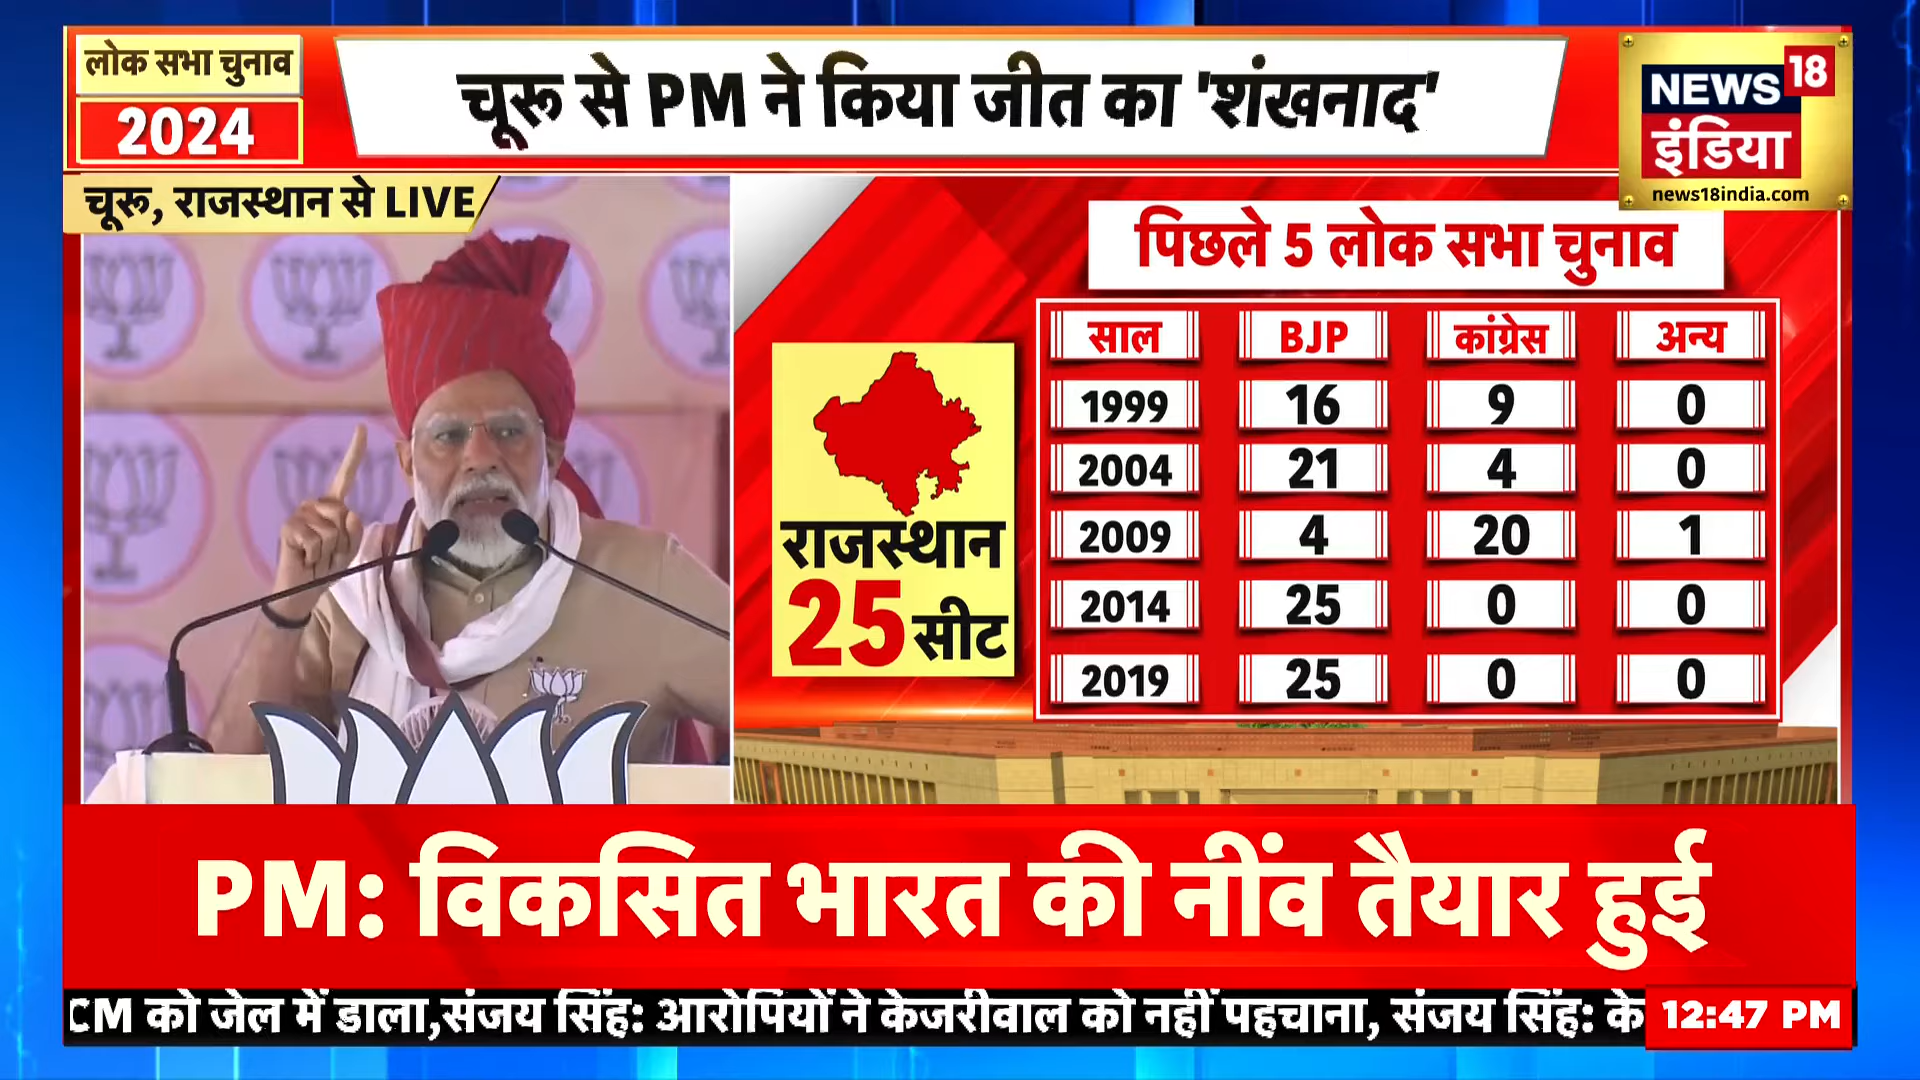 लोक सभा चुनाव
2024
चूरू से PM ने किया जीत का 'शंखनाद'
NEWS 18
इंडिया
news18india.com
चूरू, राजस्थान से LIVE
पिछले 5 लोक सभा चुनाव
साल BJP कांग्रेस अन्य
1999 16 9 0
2004 21 4 0
2009 4 20 1
2014 25 0 0
2019 25 0 0
राजस्थान
25 सीट
PM: विकसित भारत की नींव तैयार हुई
CM को जेल में डाला,संजय सिंह: आरोपियों ने केजरीवाल को नहीं पहचाना, संजय सिंह: के
12:47 PM